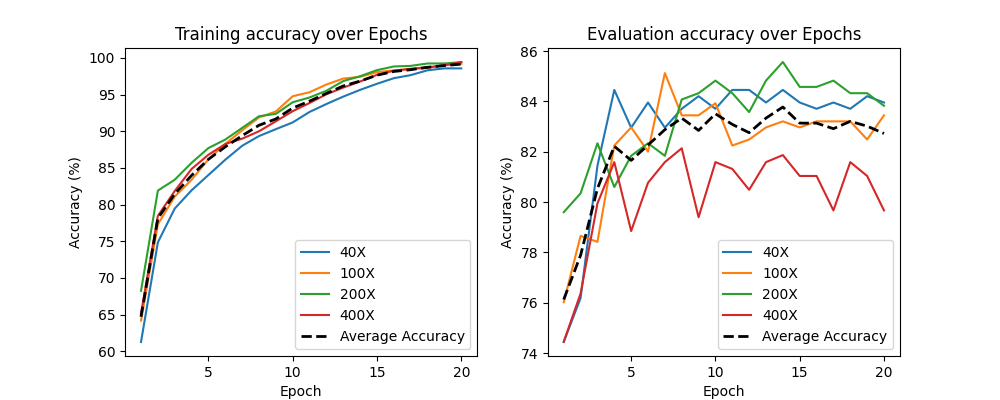 Training accuracy over Epochs
Accuracy (%)
100
95
90
85
80
75
70
65
60
40X
100X
200X
400X
Average Accuracy
5
10
15
20
Epoch
Evaluation accuracy over Epochs
Accuracy (%)
86
84
82
80
78
76
74
40X
100X
200X
400X
Average Accuracy
5
10
15
20
Epoch